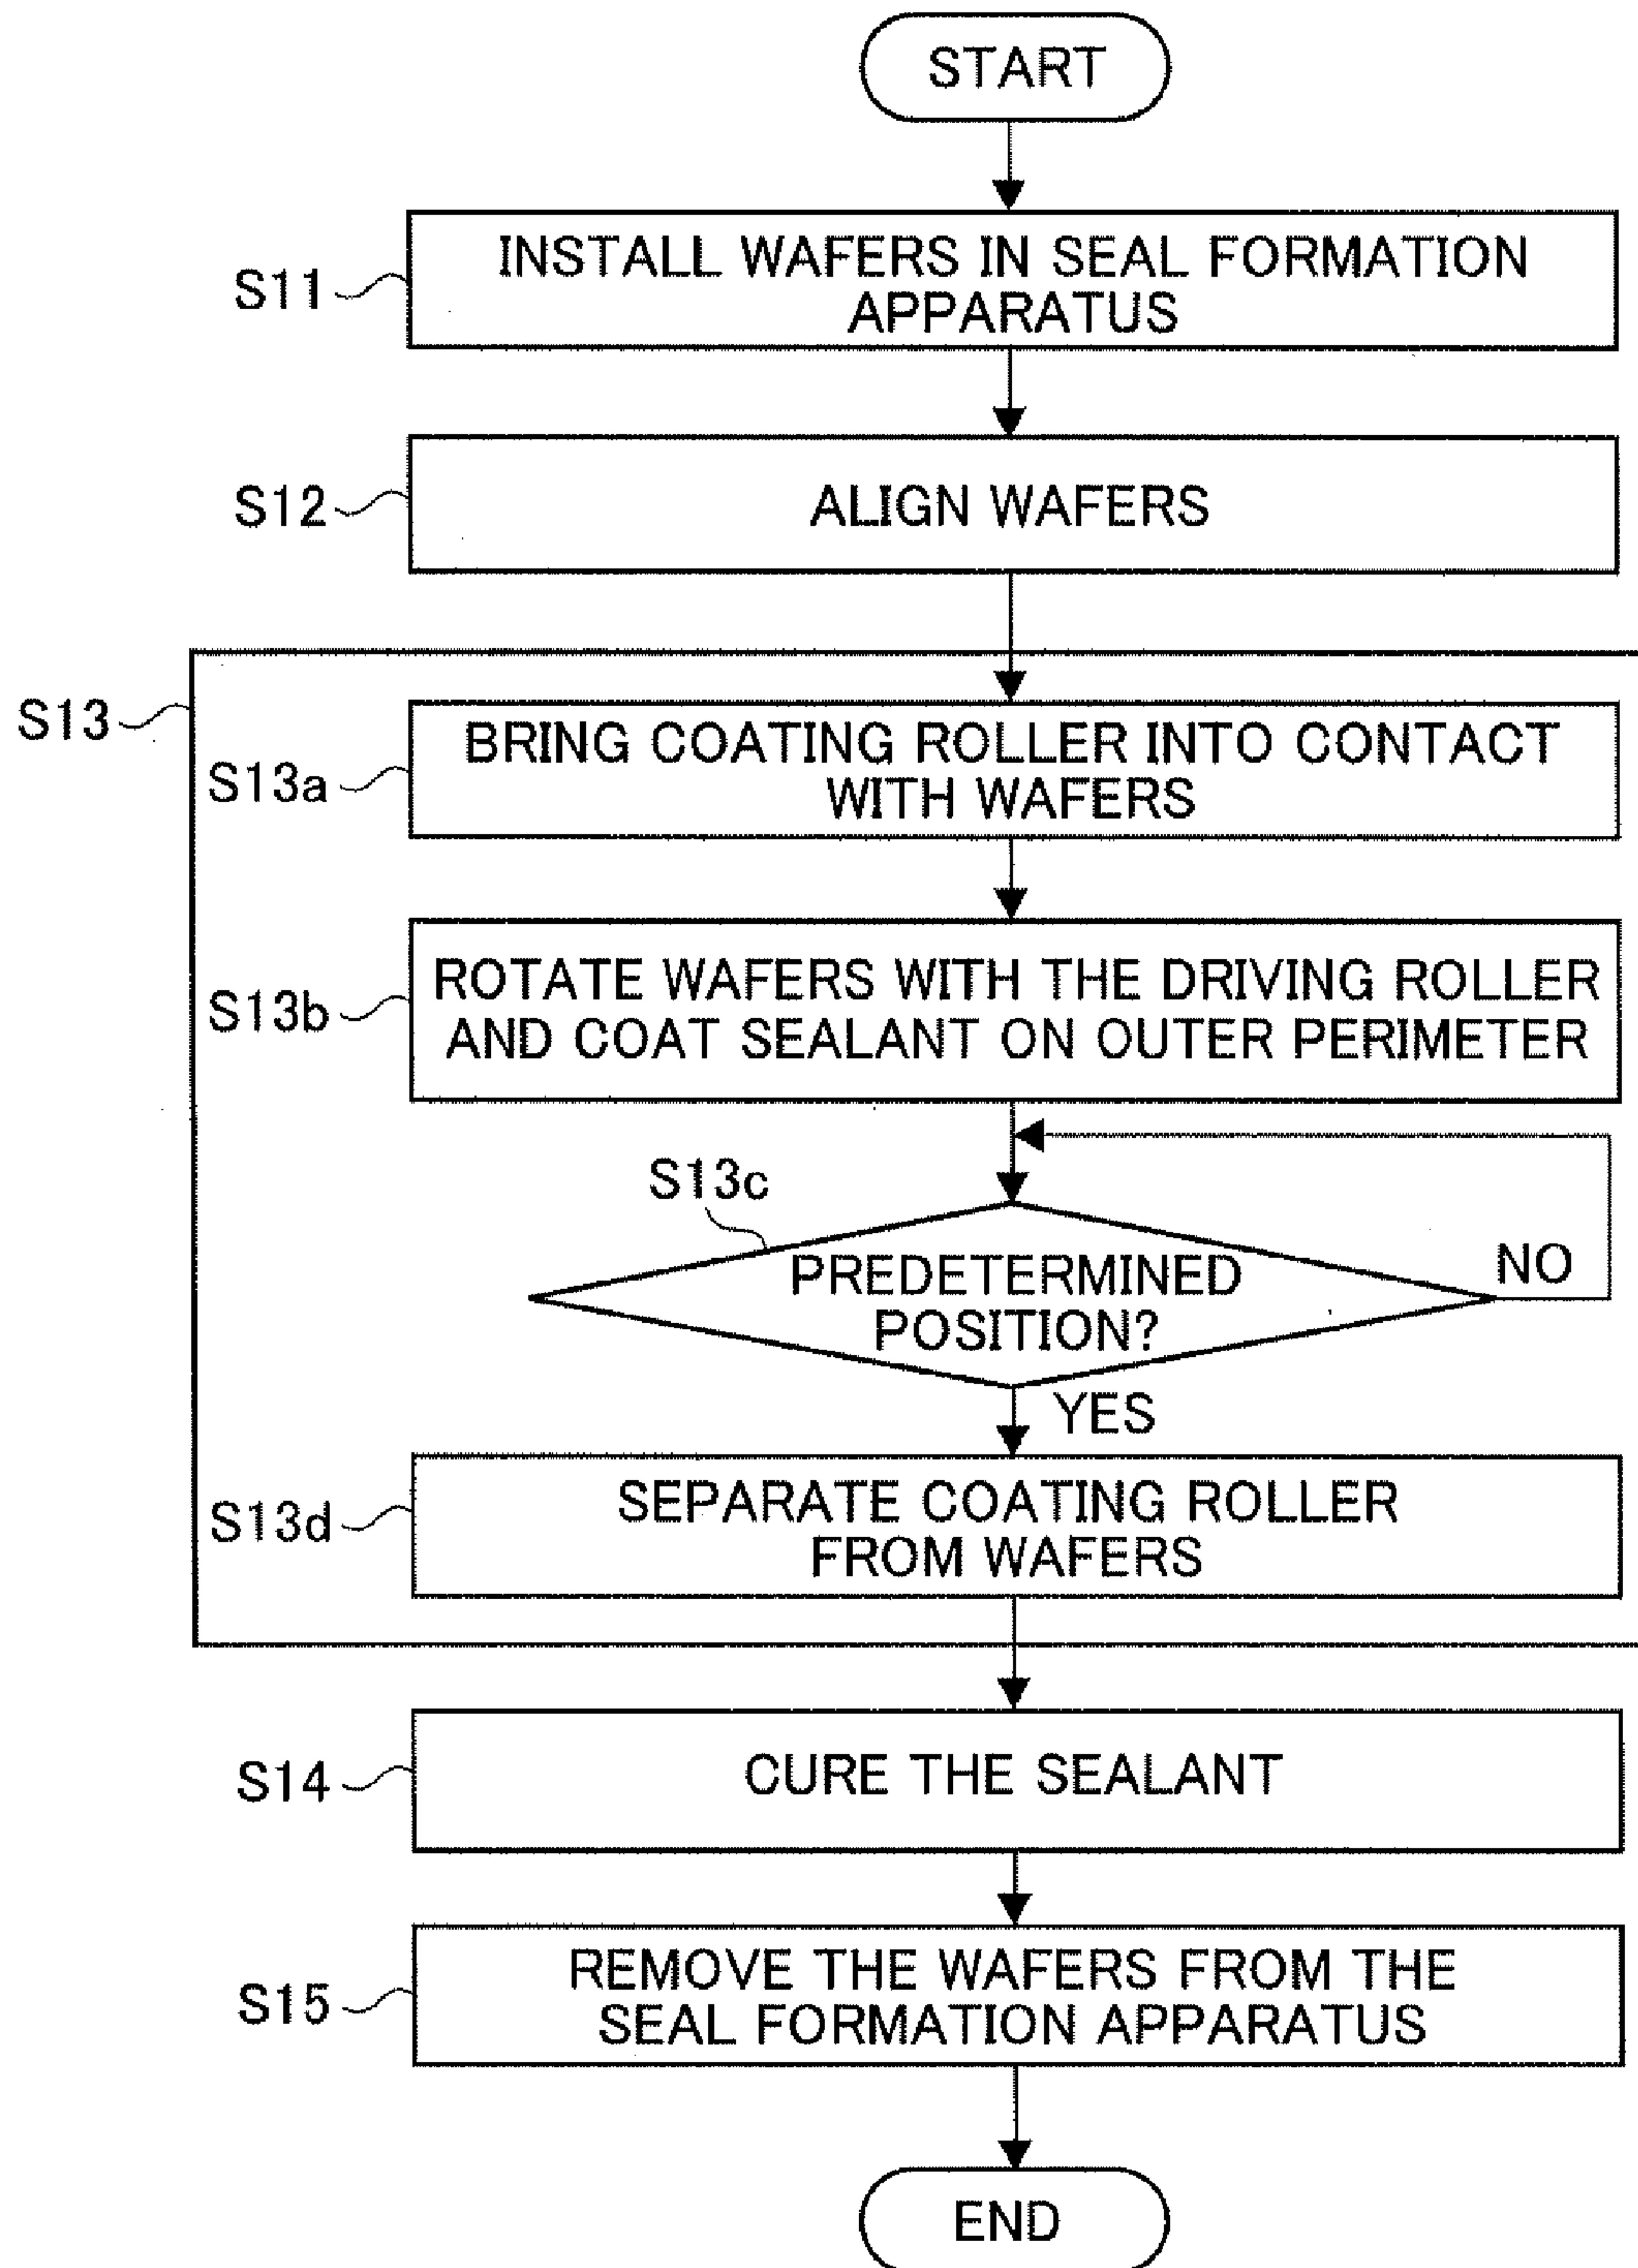 START
S11
INSTALL WAFERS IN SEAL FORMATION
APPARATUS
S12
ALIGN WAFERS
S13
S13a
BRING COATING ROLLER INTO CONTACT
WITH WAFERS
S13b
ROTATE WAFERS WITH THE DRIVING ROLLER
AND COAT SEALANT ON OUTER PERIMETER
S13c
PREDETERMINED
POSITION?
NO
YES
S13d
SEPARATE COATING ROLLER
FROM WAFERS
S14
CURE THE SEALANT
S15
REMOVE THE WAFERS FROM THE
SEAL FORMATION APPARATUS
END